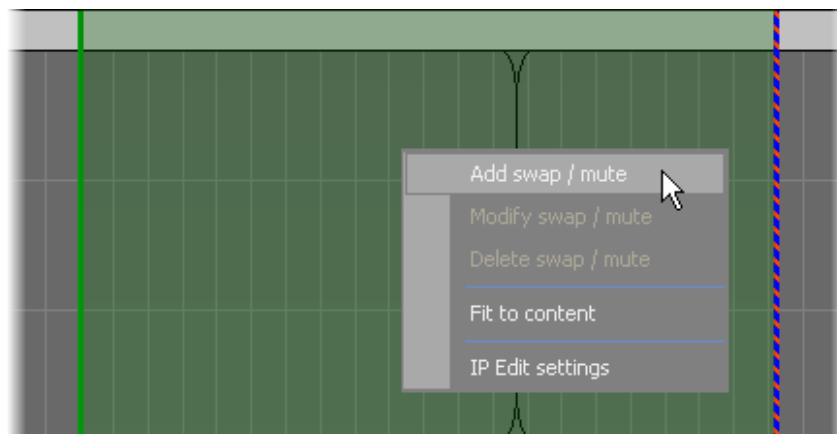 Add swap / mute
Modify swap / mute
Delete swap / mute
Fit to content
IP Edit settings